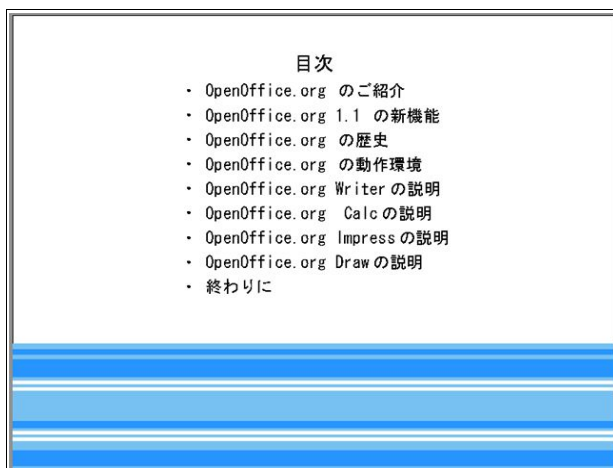 目次
・ OpenOffice.org のご紹介
・ OpenOffice.org 1.1 の新機能
・ OpenOffice.org の歴史
・ OpenOffice.org の動作環境
・ OpenOffice.org Writer の説明
・ OpenOffice.org Calc の説明
・ OpenOffice.org Impress の説明
・ OpenOffice.org Draw の説明
・ 終わりに